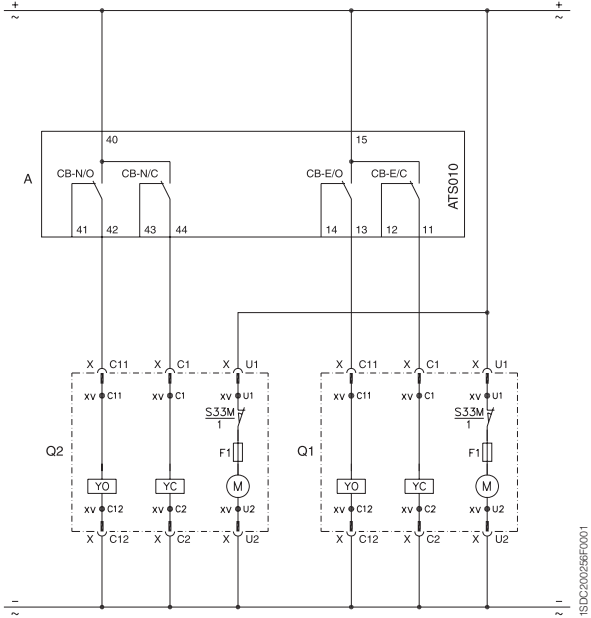 + +
~ ~
40 15
A CB-N/O CB-N/C CB-E/O CB-E/C ATS010
41 42 43 44 14 13 12 11
X C11 X C1 X U1 X C11 X C1 X U1
XV C11 XV C1 XV U1 XV C11 XV C1 XV U1
S33M S33M
1 1
Q2 F1 Q1 F1
YO YC M YO YC M
XV C12 XV C2 XV U2 XV C12 XV C2 XV U2
X C12 X C2 X U2 X C12 X C2 X U2
1SDC200256F0001
– –
~ ~